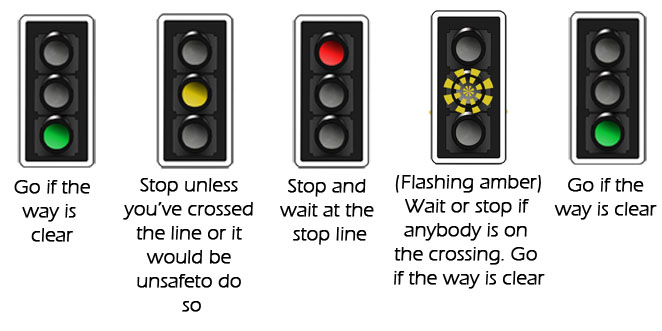 Go if the
way is
clear
Stop unless
you've crossed
the line or it
would be
unsafeto do
so
Stop and
wait at the
stop line
(Flashing amber)
Wait or stop if
anybody is on
the crossing. Go
if the way is clear
Go if the
way is clear